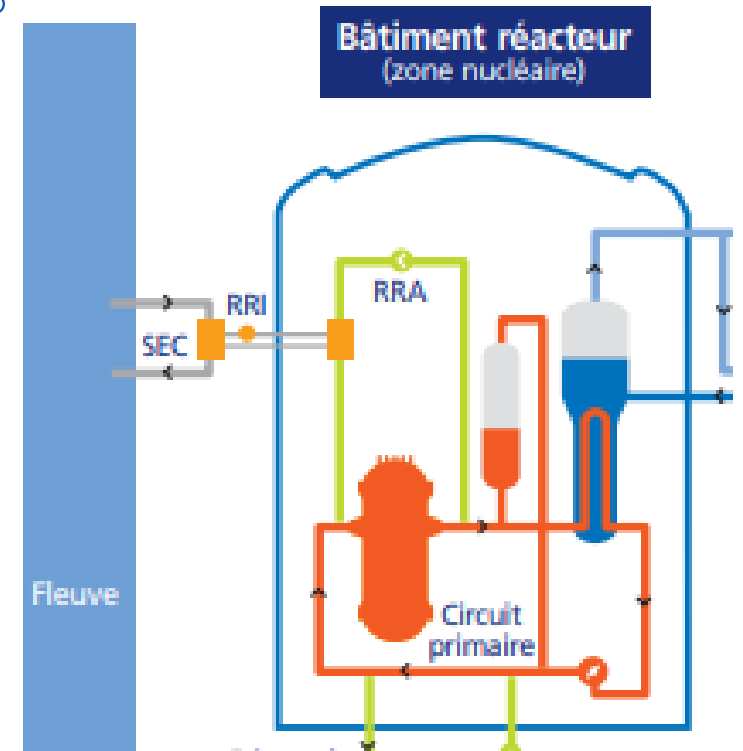 Bâtiment réacteur
(zone nucléaire)
RRI
RRA
SEC
Fleuve
Circuit
primaire